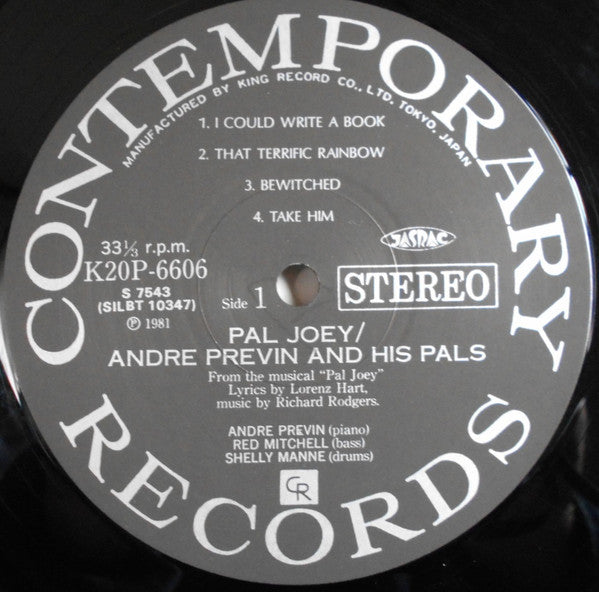 CONTEMPORARY
MANUFACTURED BY KING RECORD CO., LTD, TOKYO, JAPAN
1. I COULD WRITE A BOOK
2. THAT TERRIFIC RAINBOW
3. BEWITCHED
4. TAKE HIM
JASRAC
33⅓ r.p.m.
K20P-6606
S 7543
(SILBT 10347)
Ⓟ 1981
Side 1
STEREO
PAL JOEY/
ANDRE PREVIN AND HIS PALS
From the musical "Pal Joey"
Lyrics by Lorenz Hart,
music by Richard Rodgers.
ANDRE PREVIN (piano)
RED MITCHELL (bass)
SHELLY MANNE (drums)
CR
RECORDS